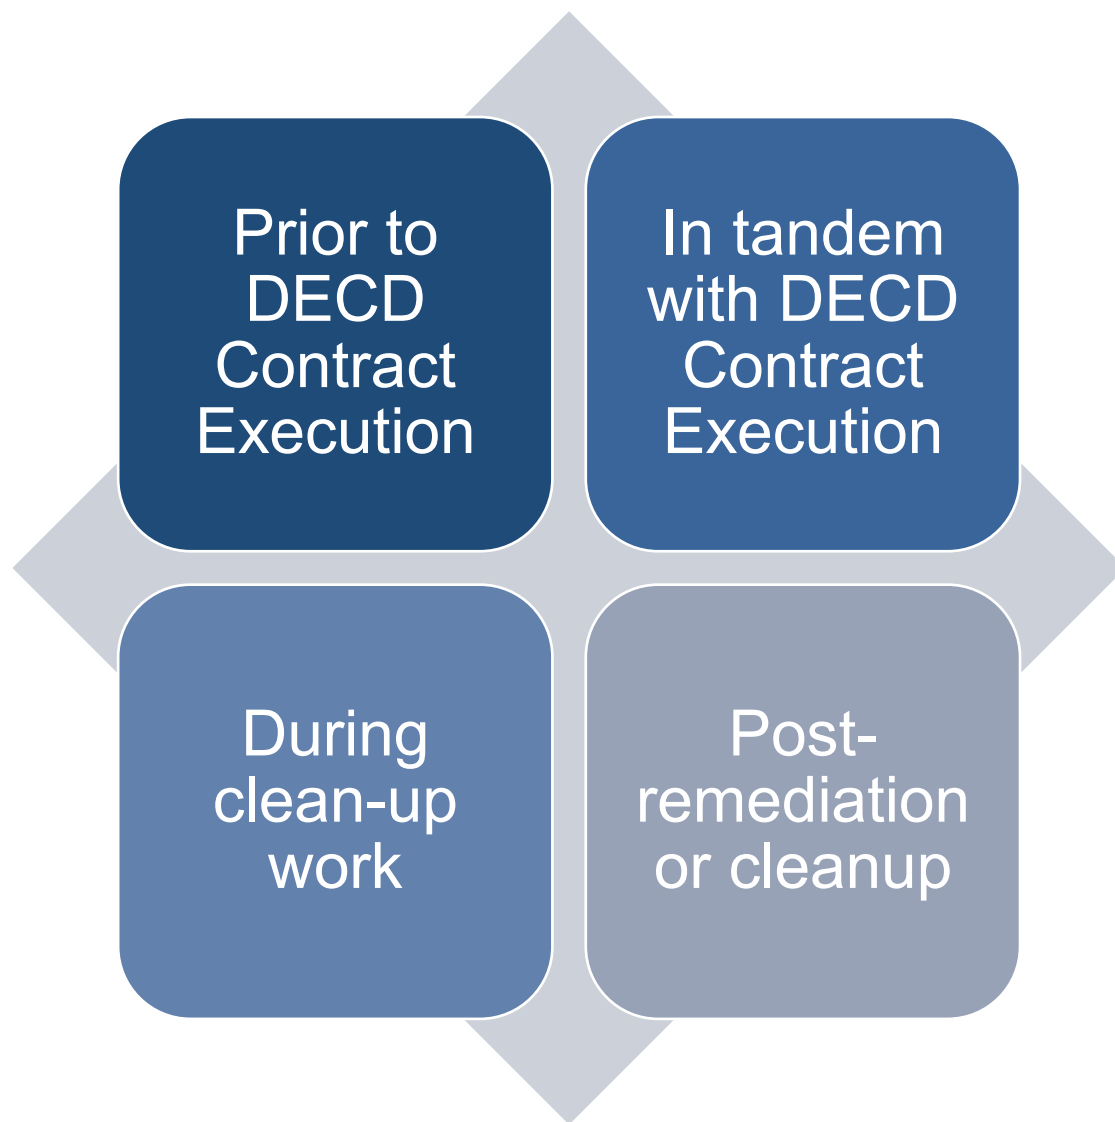 Prior to
DECD
Contract
Execution
In tandem
with DECD
Contract
Execution
During
clean-up
work
Post-
remediation
or cleanup